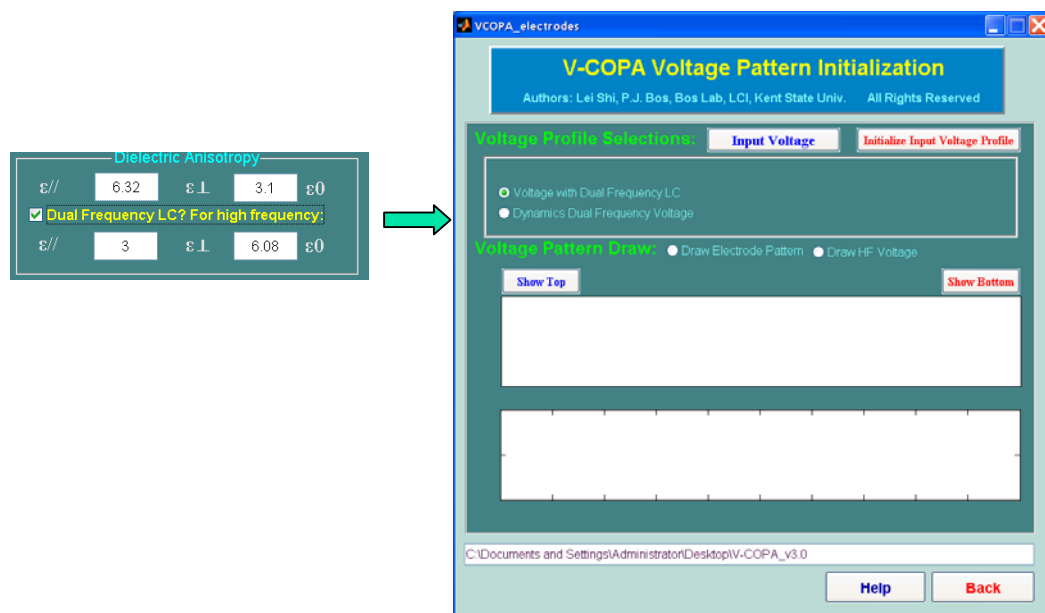 Dielectric Anisotropy
ε// 6.32 ε⊥ 3.1 ε0
Dual Frequency LC? For high frequency:
ε// 3 ε⊥ 6.08 ε0
VCOPA_electrodes
V-COPA Voltage Pattern Initialization
Authors: Lei Shi, P.J. Bos, Bos Lab, LCI, Kent State Univ. All Rights Reserved
Voltage Profile Selections: Input Voltage Initialize Input Voltage Profile
Voltage with Dual Frequency LC
Dynamics Dual Frequency Voltage
Voltage Pattern Draw: Draw Electrode Pattern Draw HF Voltage
Show Top Show Bottom
C:\Documents and Settings\Administrator\Desktop\V-COPA_v3.0
Help Back